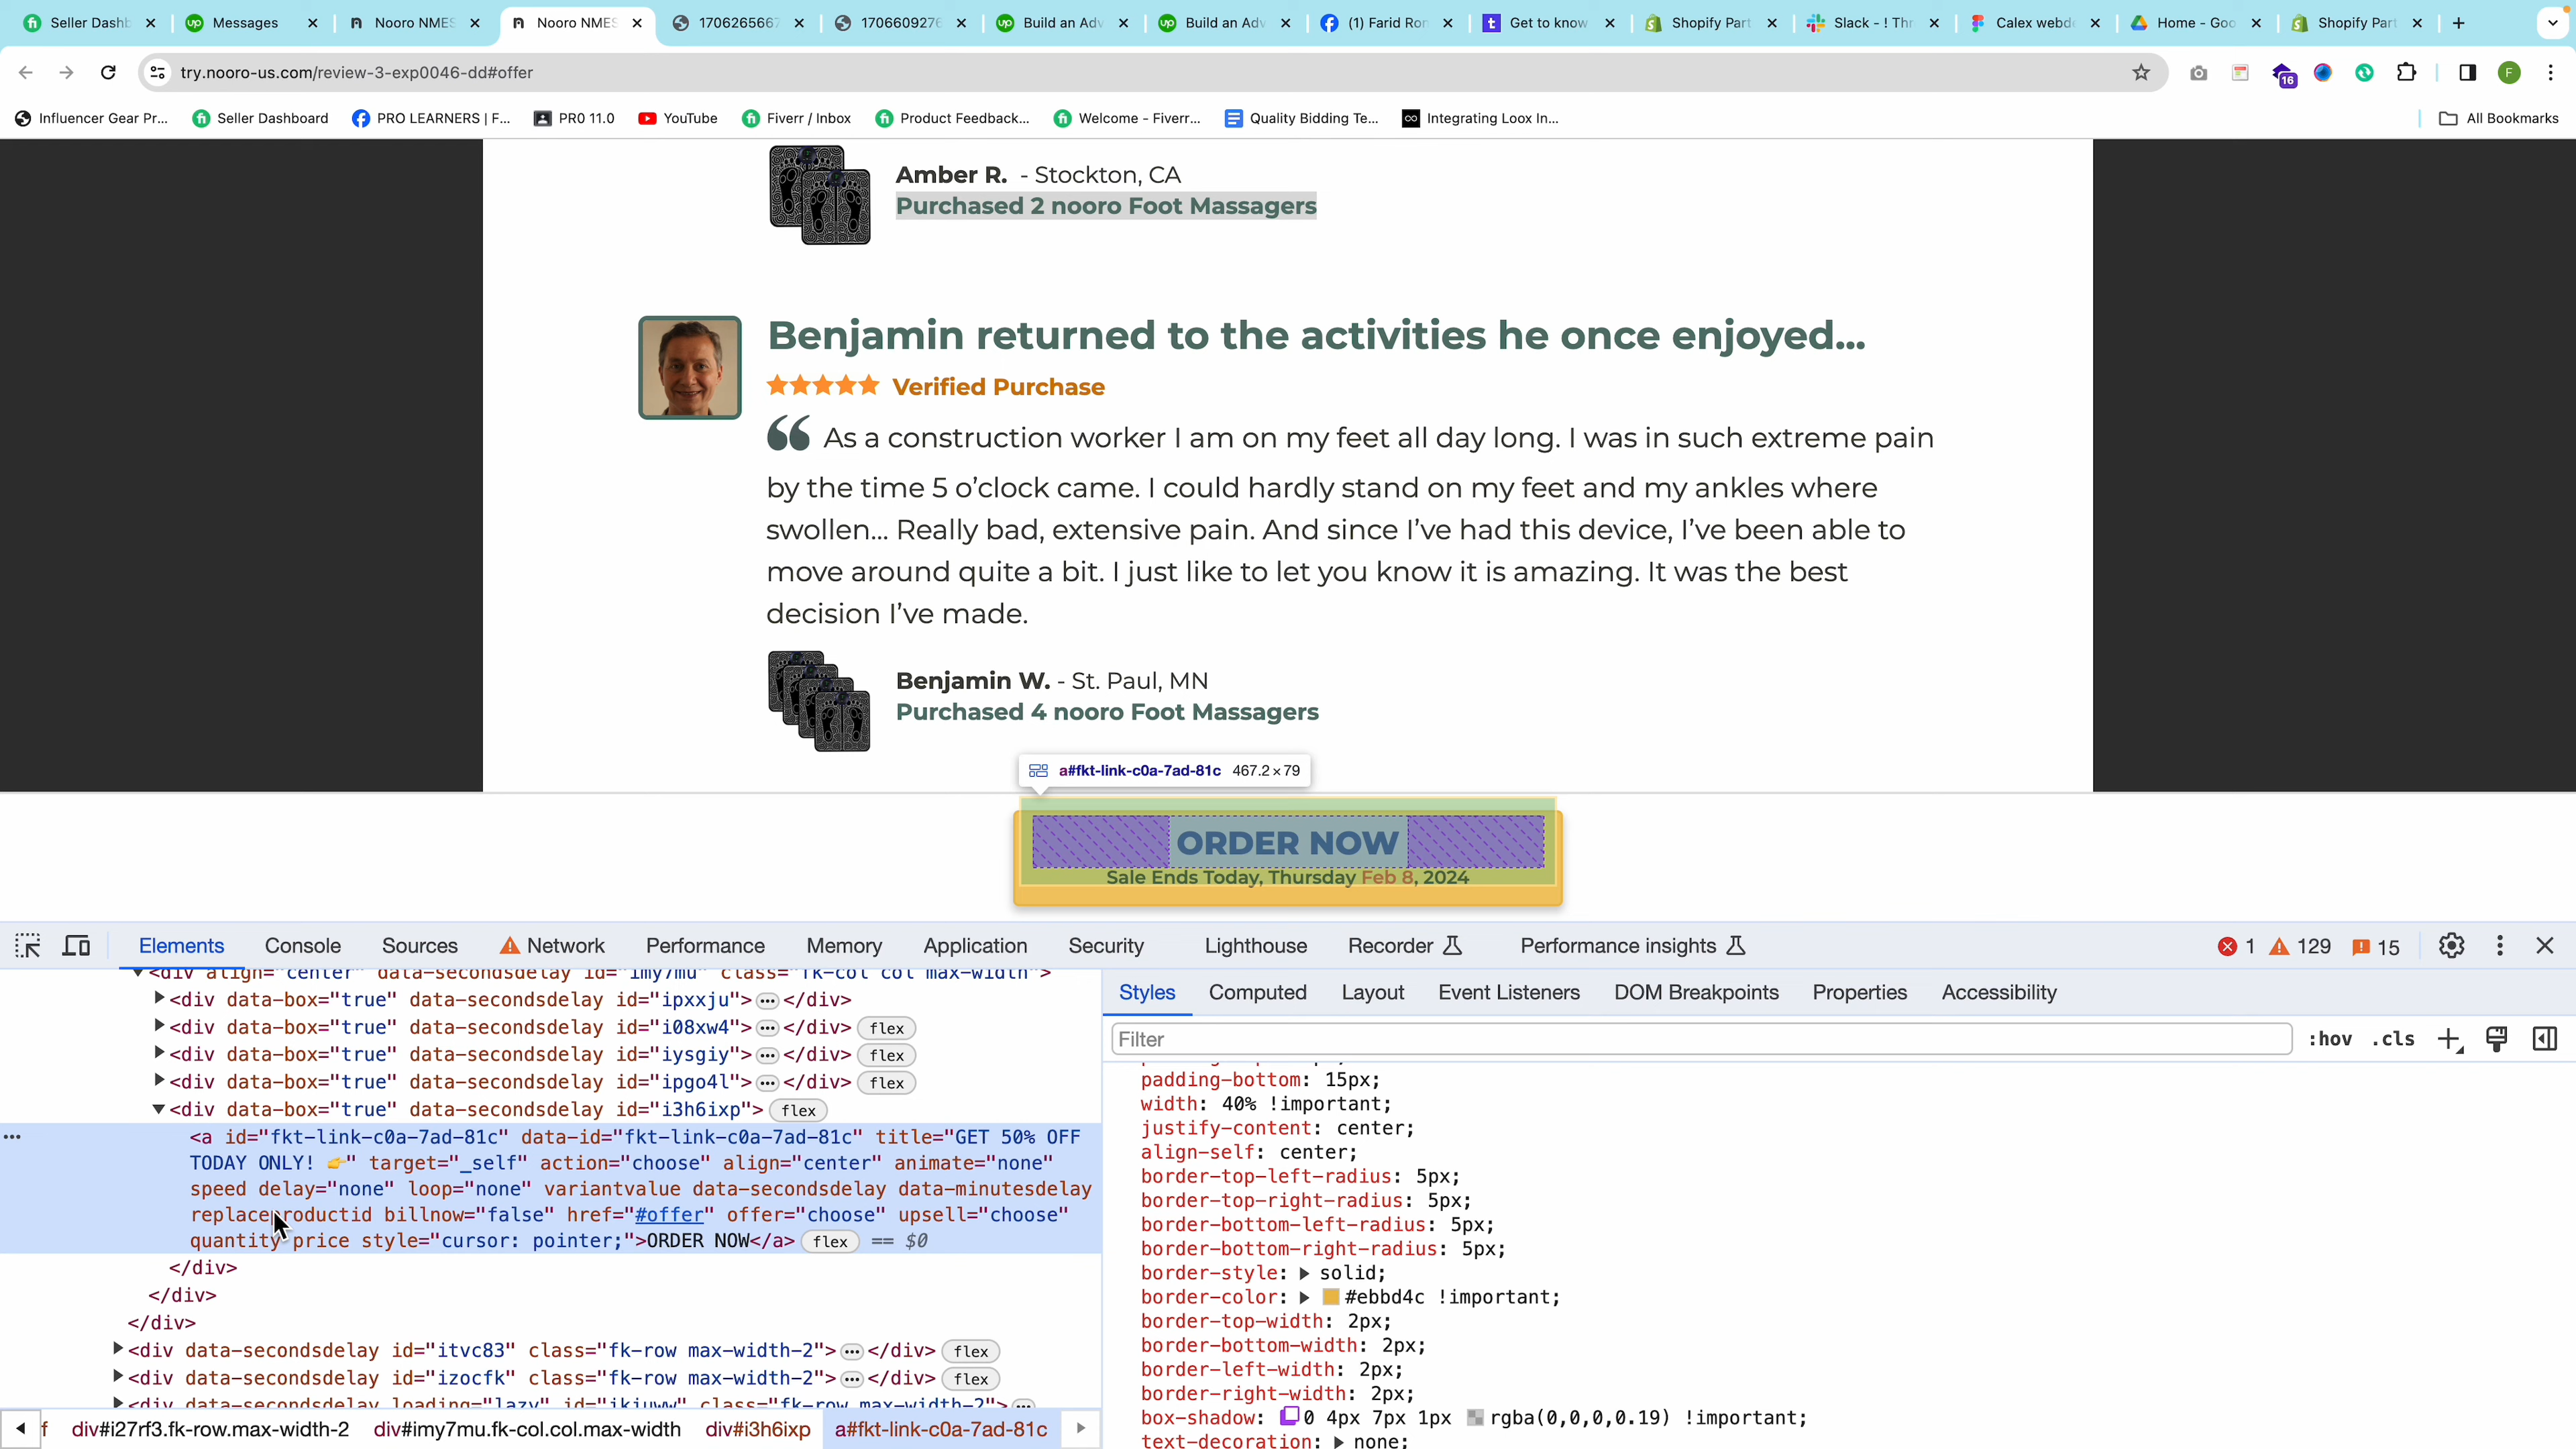 Seller Dashb
Messages
Nooro NMES
Nooro NMES
1706265667
1706609276
Build an Adv
Build an Adv
(1) Farid Ron
Get to know
Shopify Part
Slack - ! Thr
Calex webde
Home - Goo
Shopify Part
try.nooro-us.com/review-3-exp0046-dd#offer
16
F
Influencer Gear Pr...
Seller Dashboard
PRO LEARNERS | F...
PR0 11.0
YouTube
Fiverr / Inbox
Product Feedback...
Welcome - Fiverr...
Quality Bidding Te...
Integrating Loox In...
All Bookmarks
Amber R. - Stockton, CA
Purchased 2 nooro Foot Massagers
Benjamin returned to the activities he once enjoyed...
Verified Purchase
“ As a construction worker I am on my feet all day long. I was in such extreme pain
by the time 5 o’clock came. I could hardly stand on my feet and my ankles where
swollen... Really bad, extensive pain. And since I’ve had this device, I’ve been able to
move around quite a bit. I just like to let you know it is amazing. It was the best
decision I’ve made.
Benjamin W. - St. Paul, MN
Purchased 4 nooro Foot Massagers
a#fkt-link-c0a-7ad-81c 467.2×79
ORDER NOW
Sale Ends Today, Thursday Feb 8, 2024
Elements
Console
Sources
Network
Performance
Memory
Application
Security
Lighthouse
Recorder
Performance insights
1
129
15
<div align="center" data-secondsdelay id="imy7mu" class="fk-col col max-width">
<div data-box="true" data-secondsdelay id="ipxxju"> ⋯ </div>
<div data-box="true" data-secondsdelay id="i08xw4"> ⋯ </div> flex
<div data-box="true" data-secondsdelay id="iysgiy"> ⋯ </div> flex
<div data-box="true" data-secondsdelay id="ipgo4l"> ⋯ </div> flex
<div data-box="true" data-secondsdelay id="i3h6ixp"> flex
<a id="fkt-link-c0a-7ad-81c" data-id="fkt-link-c0a-7ad-81c" title="GET 50% OFF
TODAY ONLY! 👉" target="_self" action="choose" align="center" animate="none"
speed delay="none" loop="none" variantvalue data-secondsdelay data-minutesdelay
replaceproductid billnow="false" href="#offer" offer="choose" upsell="choose"
quantity price style="cursor: pointer;">ORDER NOW</a> flex == $0
</div>
</div>
</div>
<div data-secondsdelay id="itvc83" class="fk-row max-width-2"> ⋯ </div> flex
<div data-secondsdelay id="izocfk" class="fk-row max-width-2"> ⋯ </div> flex
f
div#i27rf3.fk-row.max-width-2
div#imy7mu.fk-col.col.max-width
div#i3h6ixp
a#fkt-link-c0a-7ad-81c
Styles
Computed
Layout
Event Listeners
DOM Breakpoints
Properties
Accessibility
Filter
:hov
.cls
padding-bottom: 15px;
width: 40% !important;
justify-content: center;
align-self: center;
border-top-left-radius: 5px;
border-top-right-radius: 5px;
border-bottom-left-radius: 5px;
border-bottom-right-radius: 5px;
border-style: solid;
border-color: #ebbd4c !important;
border-top-width: 2px;
border-bottom-width: 2px;
border-left-width: 2px;
border-right-width: 2px;
box-shadow: 0 4px 7px 1px rgba(0,0,0,0.19) !important;
text-decoration: none;